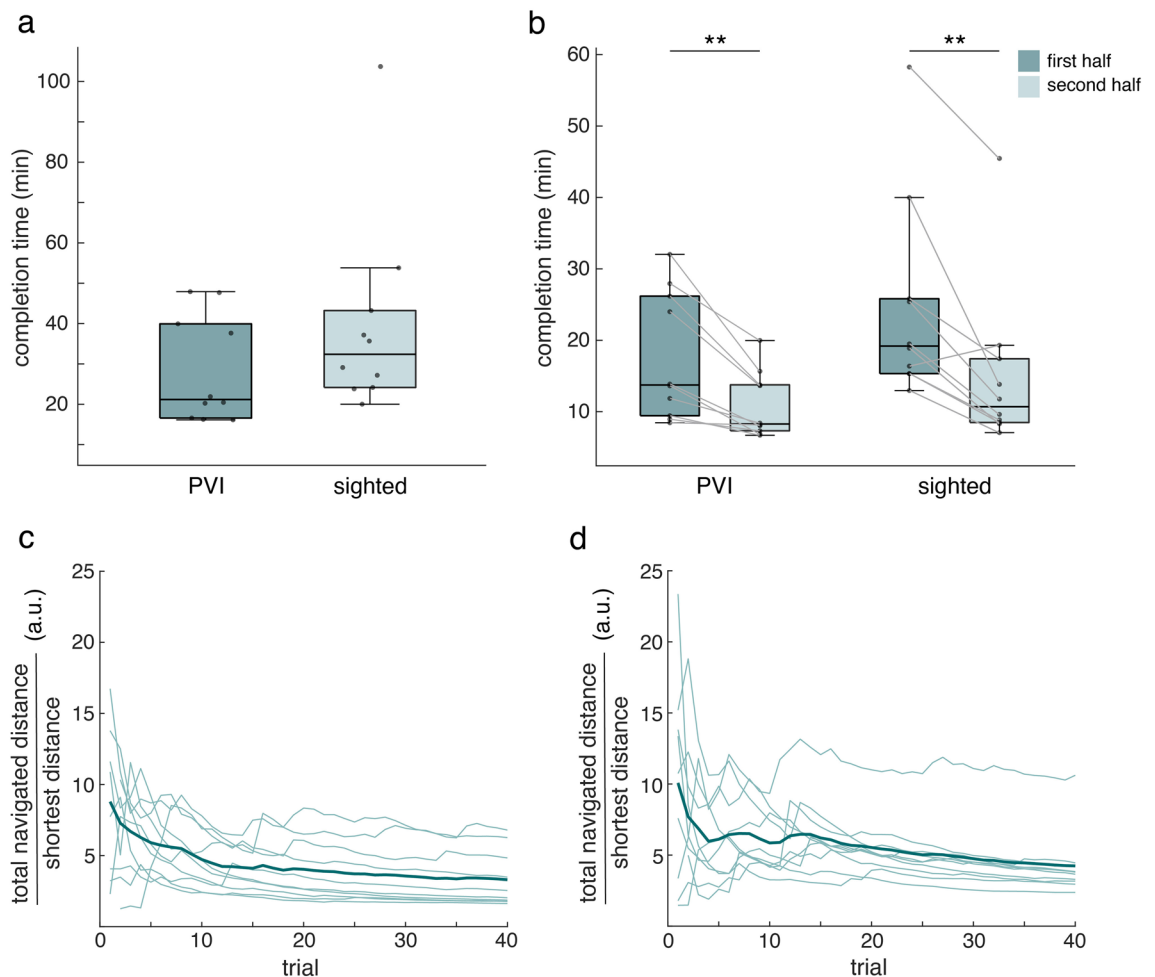 a
completion time (min)
100
80
60
40
20
PVI
sighted
b
completion time (min)
60
50
40
30
20
10
**
**
first half
second half
PVI
sighted
c
total navigated distance
shortest distance
(a.u.)
25
20
15
10
5
0
10
20
30
40
trial
d
total navigated distance
shortest distance
(a.u.)
25
20
15
10
5
0
10
20
30
40
trial